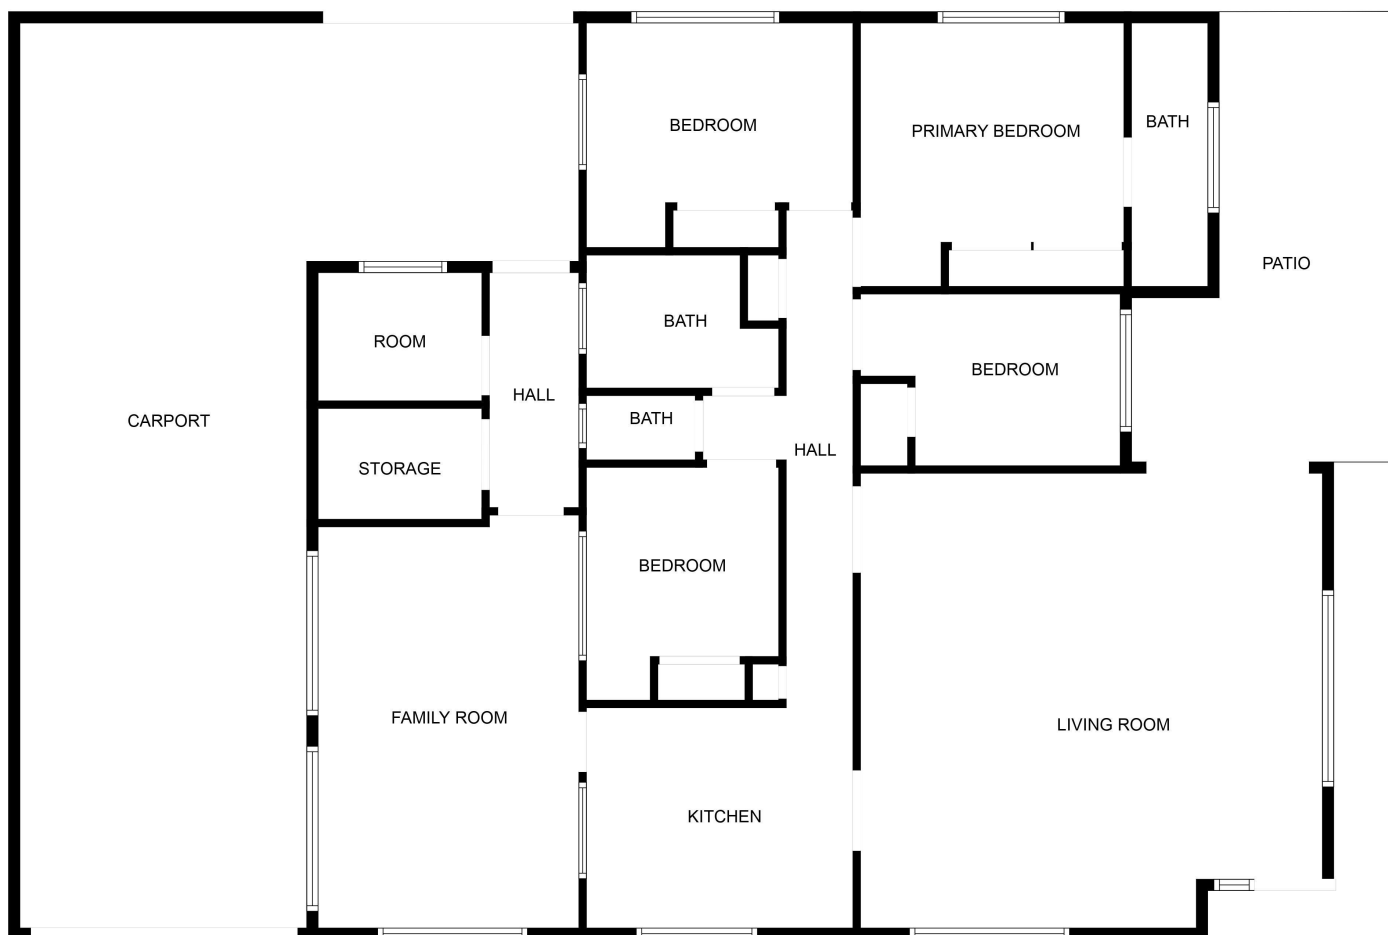 BEDROOM
PRIMARY BEDROOM
BATH
PATIO
ROOM
BATH
BEDROOM
HALL
CARPORT
BATH
HALL
STORAGE
BEDROOM
FAMILY ROOM
LIVING ROOM
KITCHEN